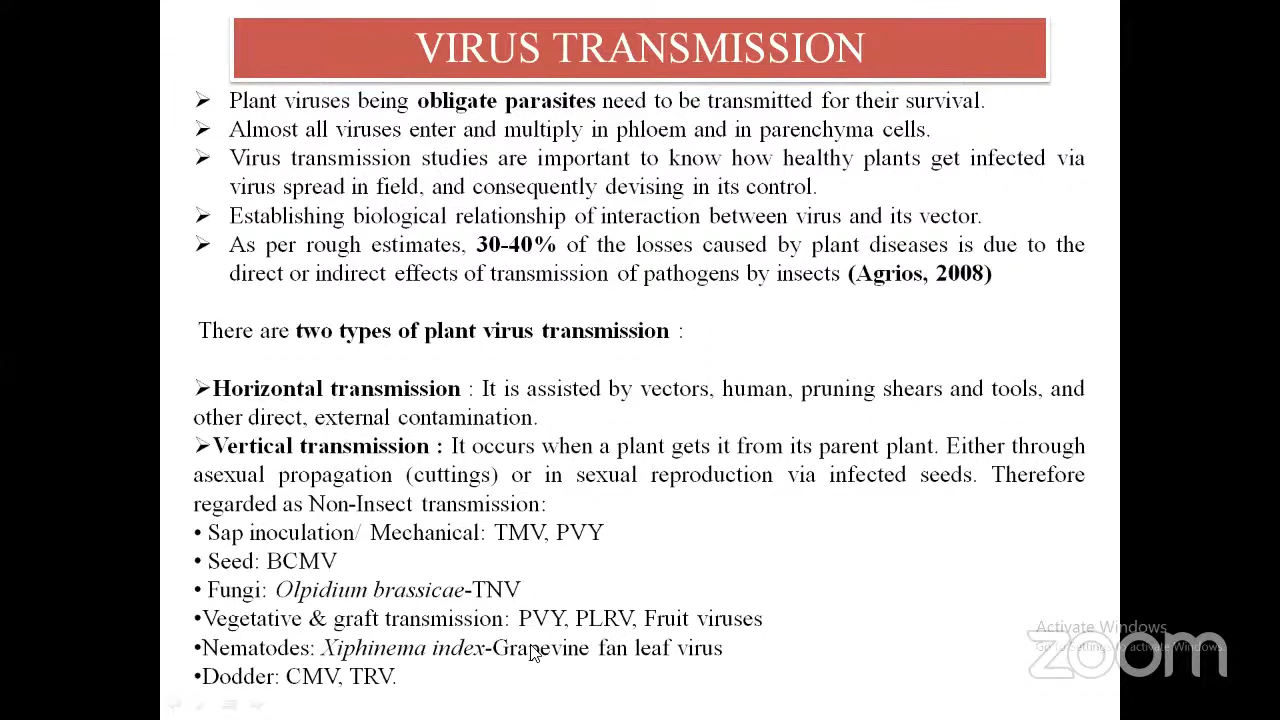 VIRUS TRANSMISSION
➢ Plant viruses being obligate parasites need to be transmitted for their survival.
➢ Almost all viruses enter and multiply in phloem and in parenchyma cells.
➢ Virus transmission studies are important to know how healthy plants get infected via
virus spread in field, and consequently devising in its control.
➢ Establishing biological relationship of interaction between virus and its vector.
➢ As per rough estimates, 30-40% of the losses caused by plant diseases is due to the
direct or indirect effects of transmission of pathogens by insects (Agrios, 2008)
There are two types of plant virus transmission :
➢Horizontal transmission : It is assisted by vectors, human, pruning shears and tools, and
other direct, external contamination.
➢Vertical transmission : It occurs when a plant gets it from its parent plant. Either through
asexual propagation (cuttings) or in sexual reproduction via infected seeds. Therefore
regarded as Non-Insect transmission:
• Sap inoculation/ Mechanical: TMV, PVY
• Seed: BCMV
• Fungi: Olpidium brassicae-TNV
•Vegetative & graft transmission: PVY, PLRV, Fruit viruses
•Nematodes: Xiphinema index-Grapevine fan leaf virus
•Dodder: CMV, TRV.
Activate Windows
Go to Settings to activate Windows.
zoom